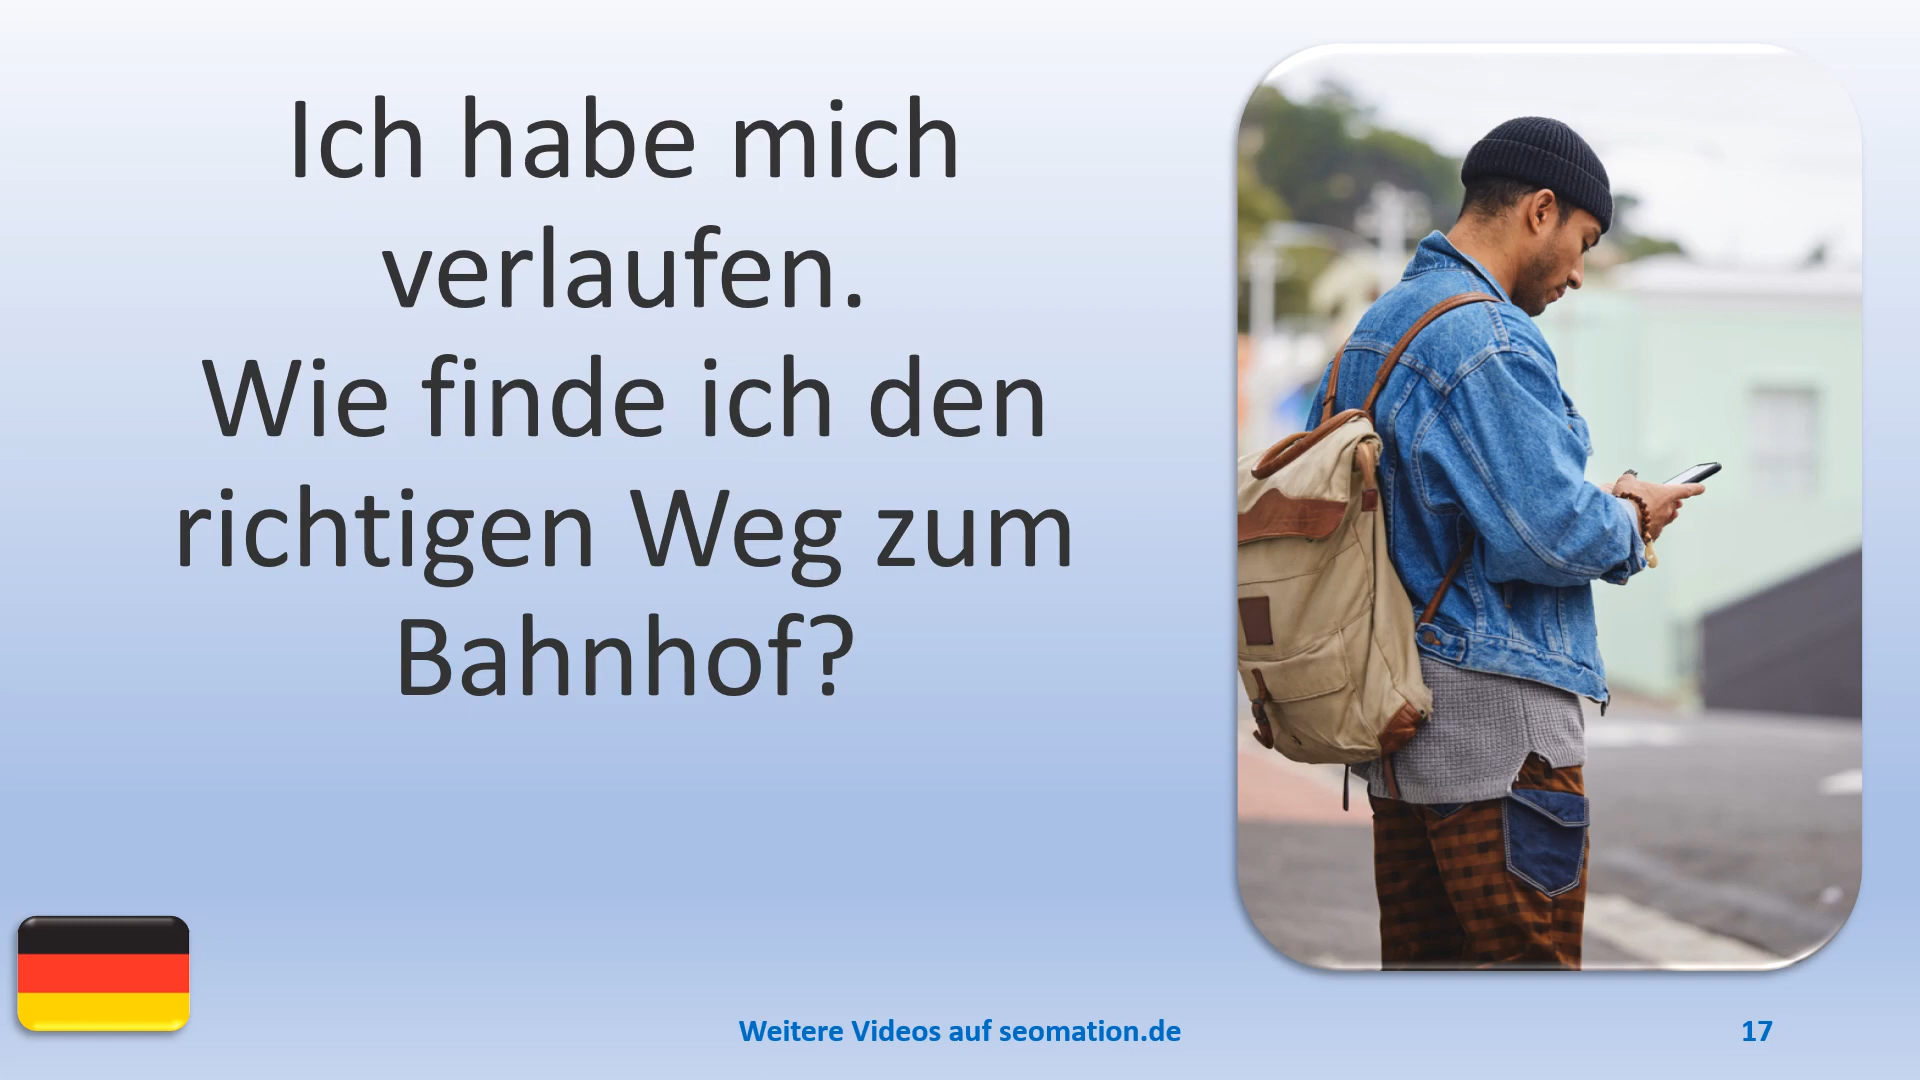 Ich habe mich
verlaufen.
Wie finde ich den
richtigen Weg zum
Bahnhof?
Weitere Videos auf seomation.de
17